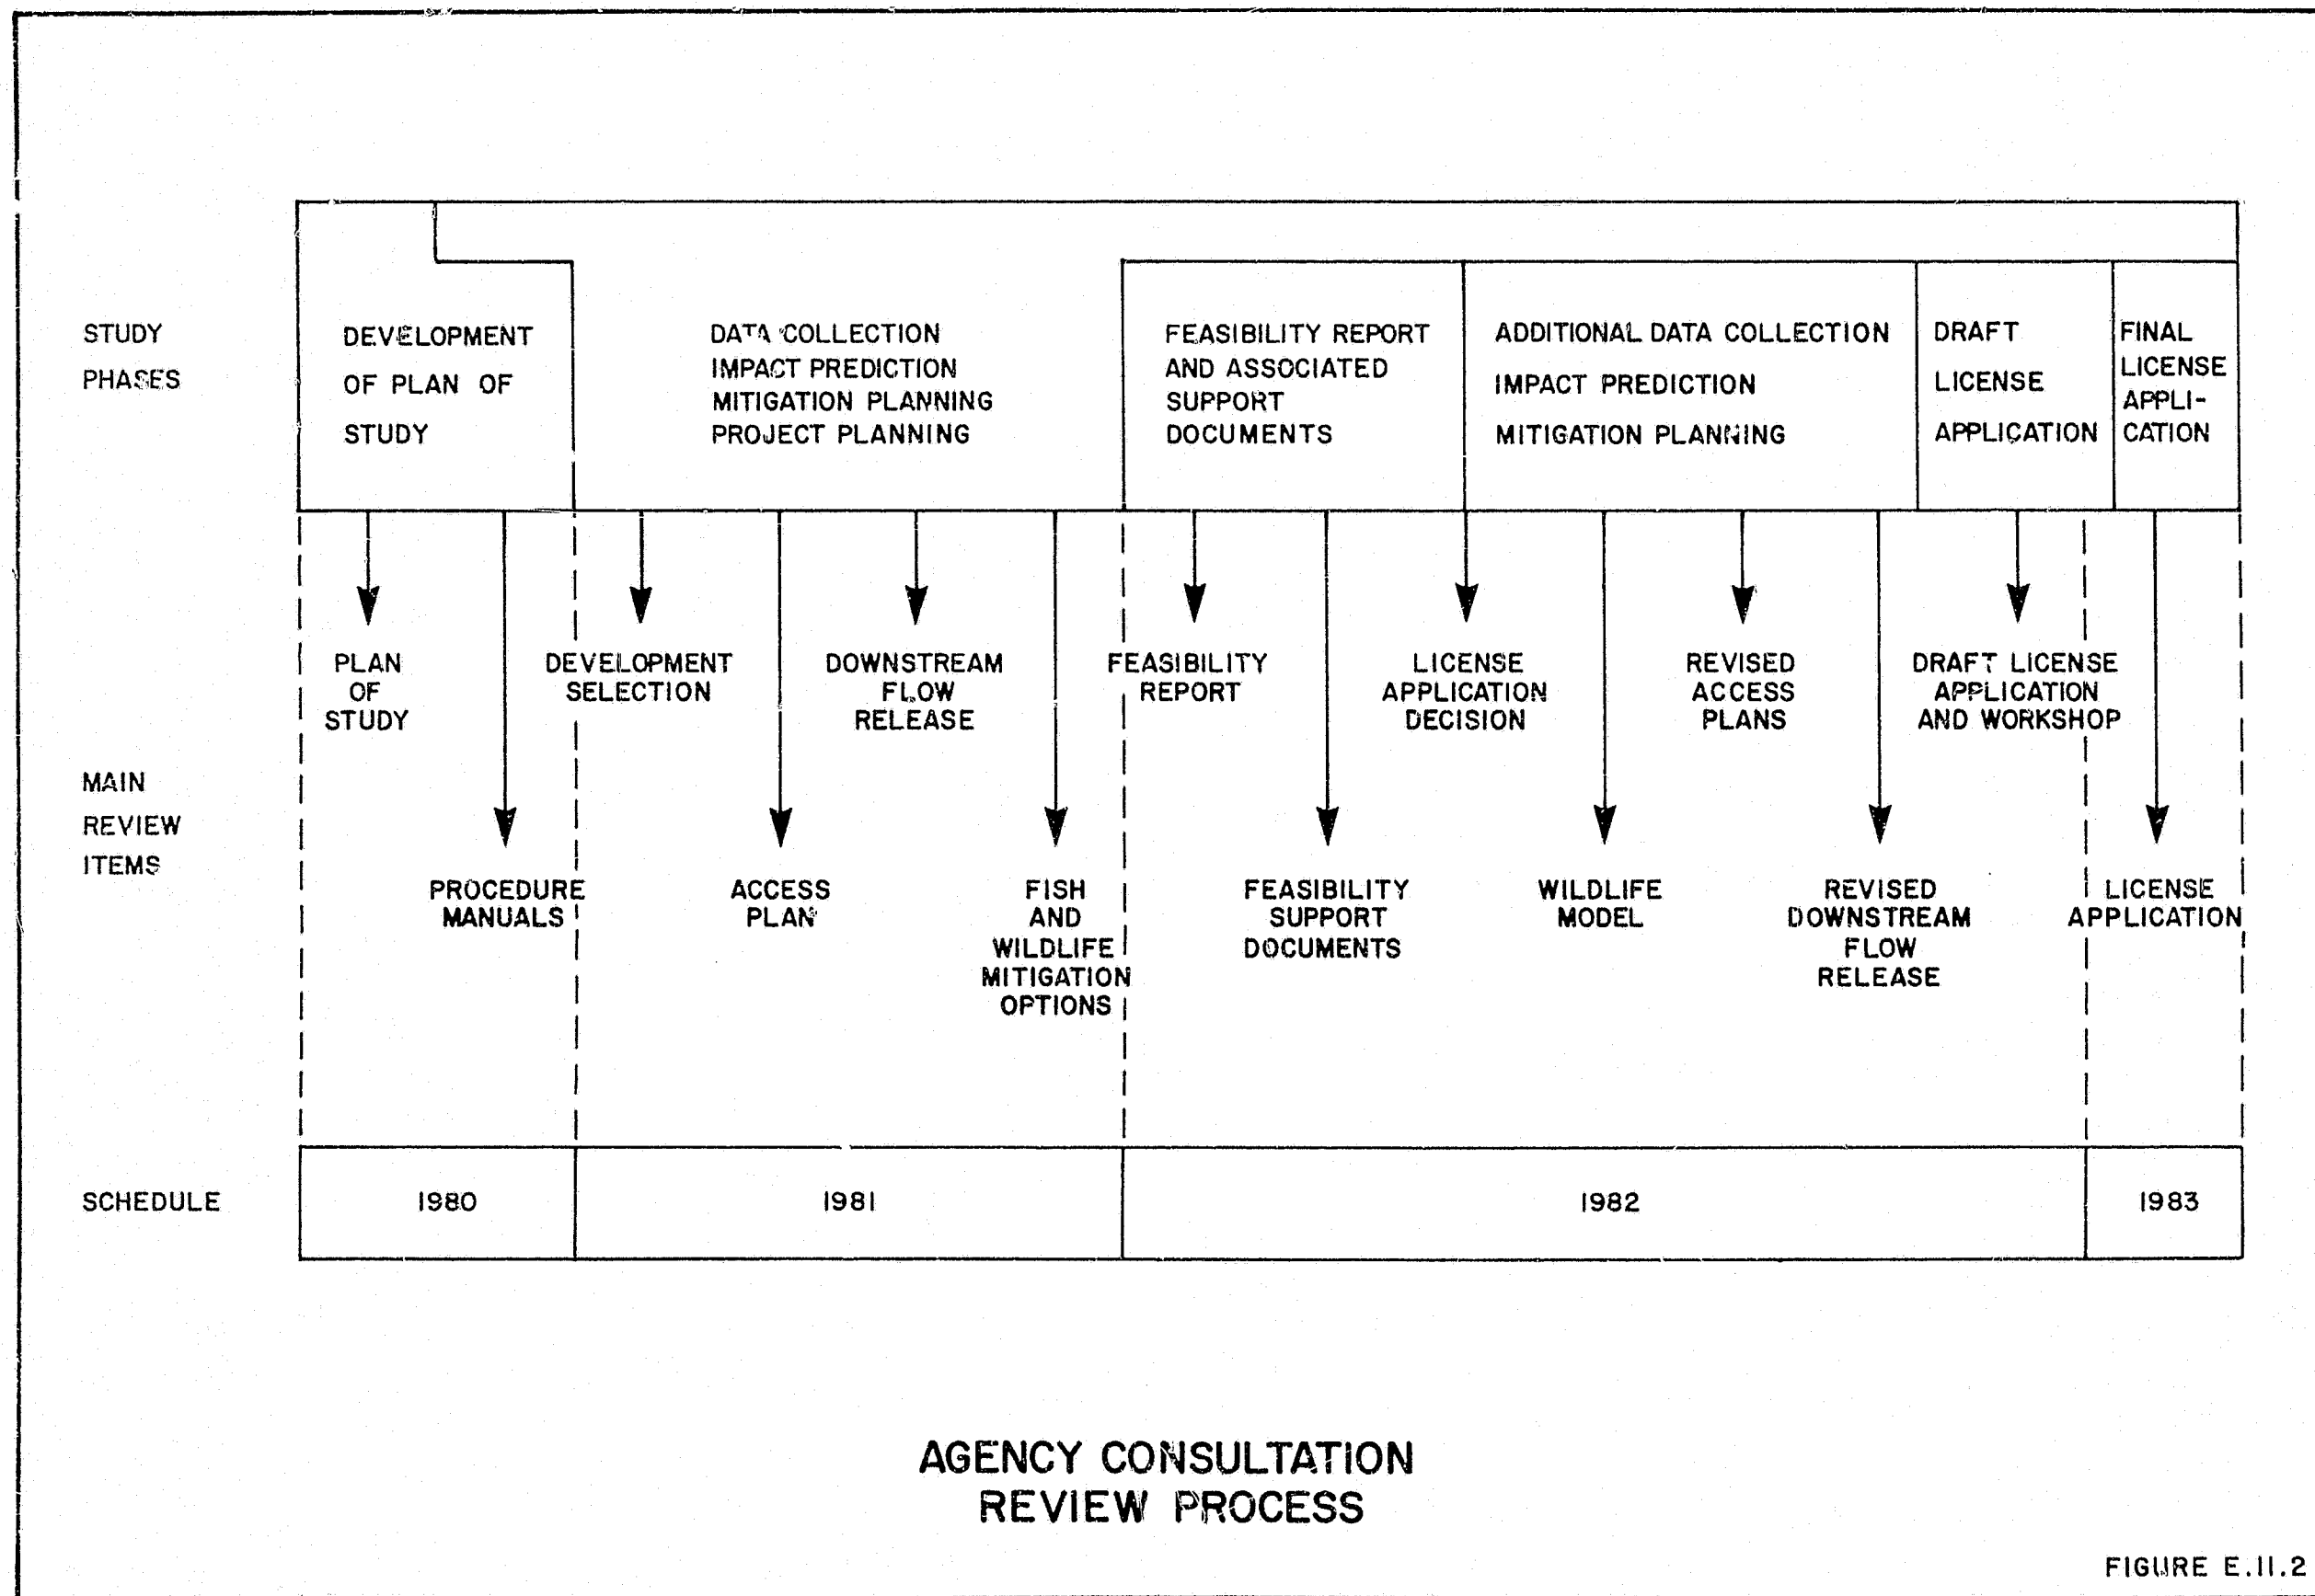 STUDY
PHASES
DEVELOPMENT
OF PLAN OF
STUDY
DATA COLLECTION
IMPACT PREDICTION
MITIGATION PLANNING
PROJECT PLANNING
FEASIBILITY REPORT
AND ASSOCIATED
SUPPORT
DOCUMENTS
ADDITIONAL DATA COLLECTION
IMPACT PREDICTION
MITIGATION PLANNING
DRAFT
LICENSE
APPLICATION
FINAL
LICENSE
APPLI-
CATION
MAIN
REVIEW
ITEMS
PLAN
OF
STUDY
PROCEDURE
MANUALS
DEVELOPMENT
SELECTION
ACCESS
PLAN
DOWNSTREAM
FLOW
RELEASE
FISH
AND
WILDLIFE
MITIGATION
OPTIONS
FEASIBILITY
REPORT
FEASIBILITY
SUPPORT
DOCUMENTS
LICENSE
APPLICATION
DECISION
WILDLIFE
MODEL
REVISED
ACCESS
PLANS
REVISED
DOWNSTREAM
FLOW
RELEASE
DRAFT LICENSE
APPLICATION
AND WORKSHOP
LICENSE
APPLICATION
SCHEDULE
1980
1981
1982
1983
AGENCY CONSULTATION
REVIEW PROCESS
FIGURE E.11.2